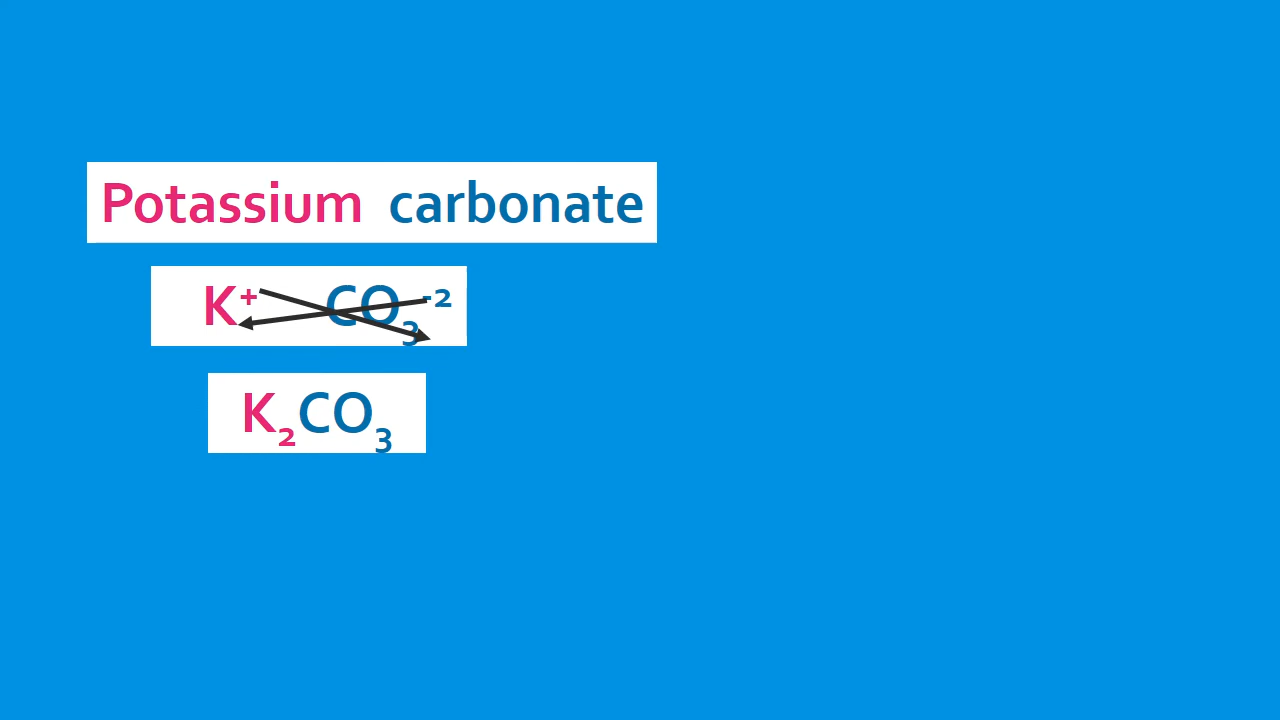 Potassium carbonate
K⁺ CO₃⁻²
K₂CO₃